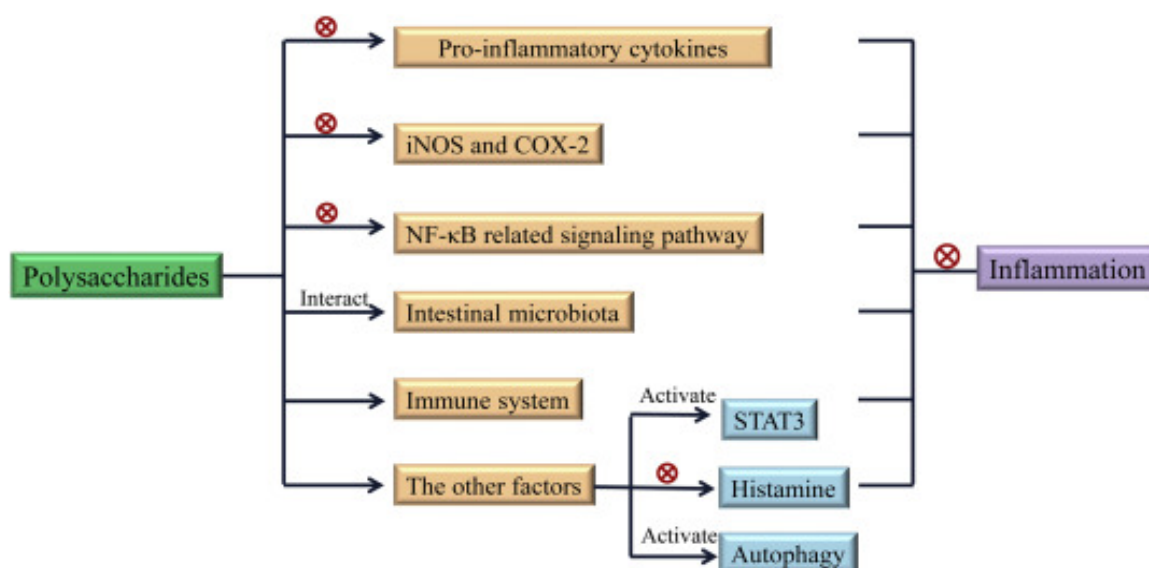 Pro-inflammatory cytokines
iNOS and COX-2
NF-κB related signaling pathway
Polysaccharides
Inflammation
Interact
Intestinal microbiota
Immune system
Activate
STAT3
The other factors
Histamine
Activate
Autophagy